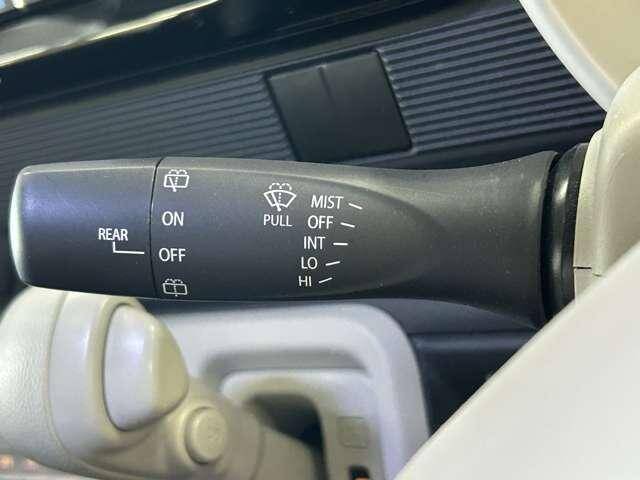 REAR
ON
OFF
PULL
MIST
OFF
INT
LO
HI